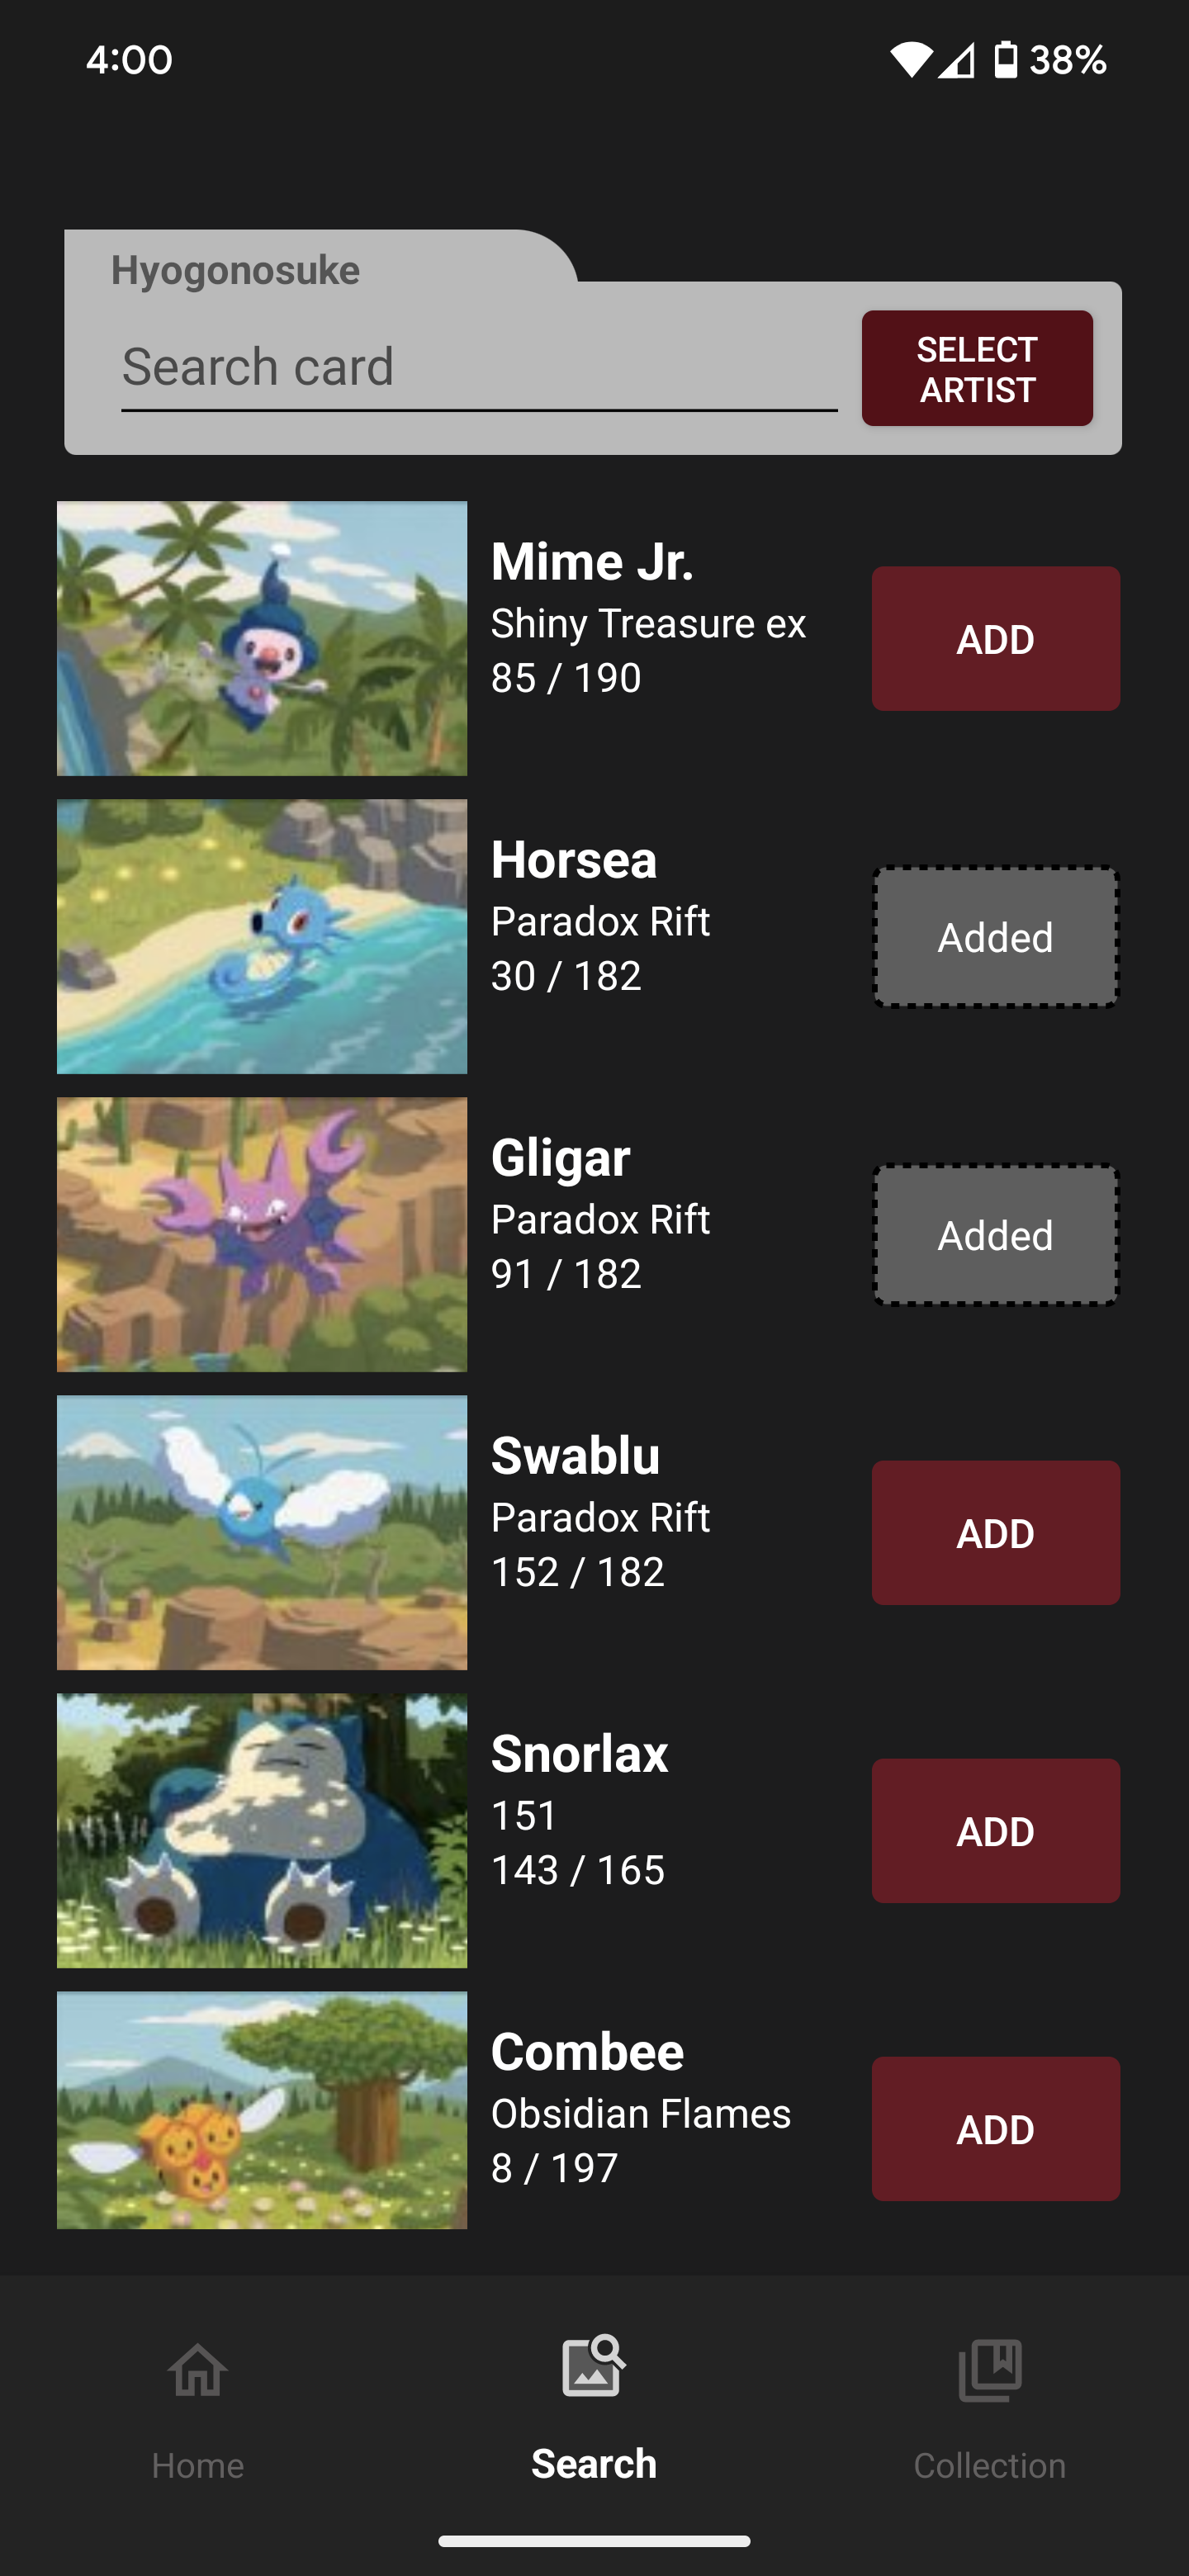 4:00
38%
Hyogonosuke
Search card
SELECT
ARTIST
Mime Jr.
Shiny Treasure ex
85 / 190
ADD
Horsea
Paradox Rift
30 / 182
Added
Gligar
Paradox Rift
91 / 182
Added
Swablu
Paradox Rift
152 / 182
ADD
Snorlax
151
143 / 165
ADD
Combee
Obsidian Flames
8 / 197
ADD
Home
Search
Collection